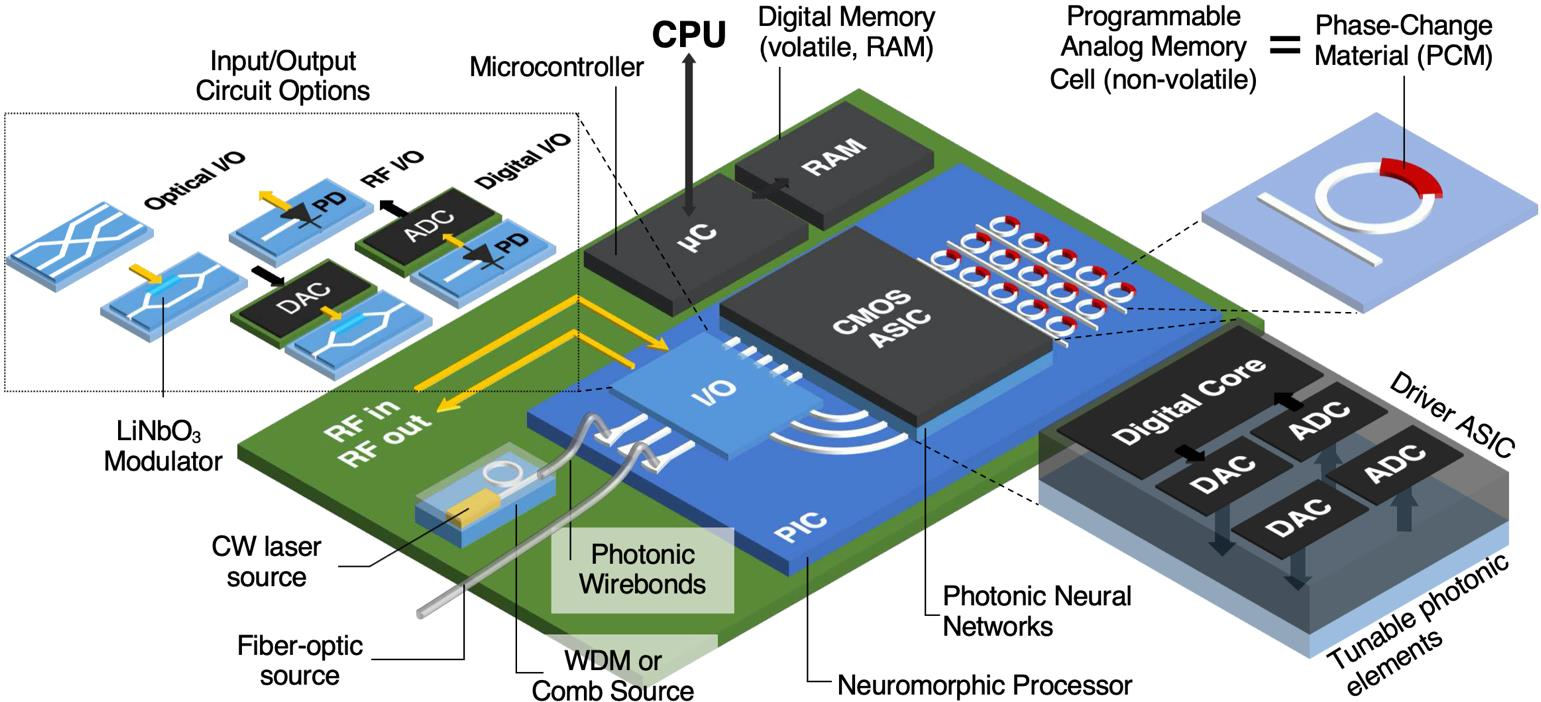 Input/Output
Circuit Options
Microcontroller
CPU
Digital Memory
(volatile, RAM)
Programmable
Analog Memory
Cell (non-volatile)
=
Phase-Change
Material (PCM)
Optical I/O
RF I/O
Digital I/O
PD
ADC
PD
DAC
LiNbO₃
Modulator
μC
RAM
CMOS
ASIC
I/O
RF in
RF out
PIC
Digital Core
ADC
DAC
ADC
DAC
Driver ASIC
Tunable photonic
elements
CW laser
source
Photonic
Wirebonds
Fiber-optic
source
WDM or
Comb Source
Photonic Neural
Networks
Neuromorphic Processor